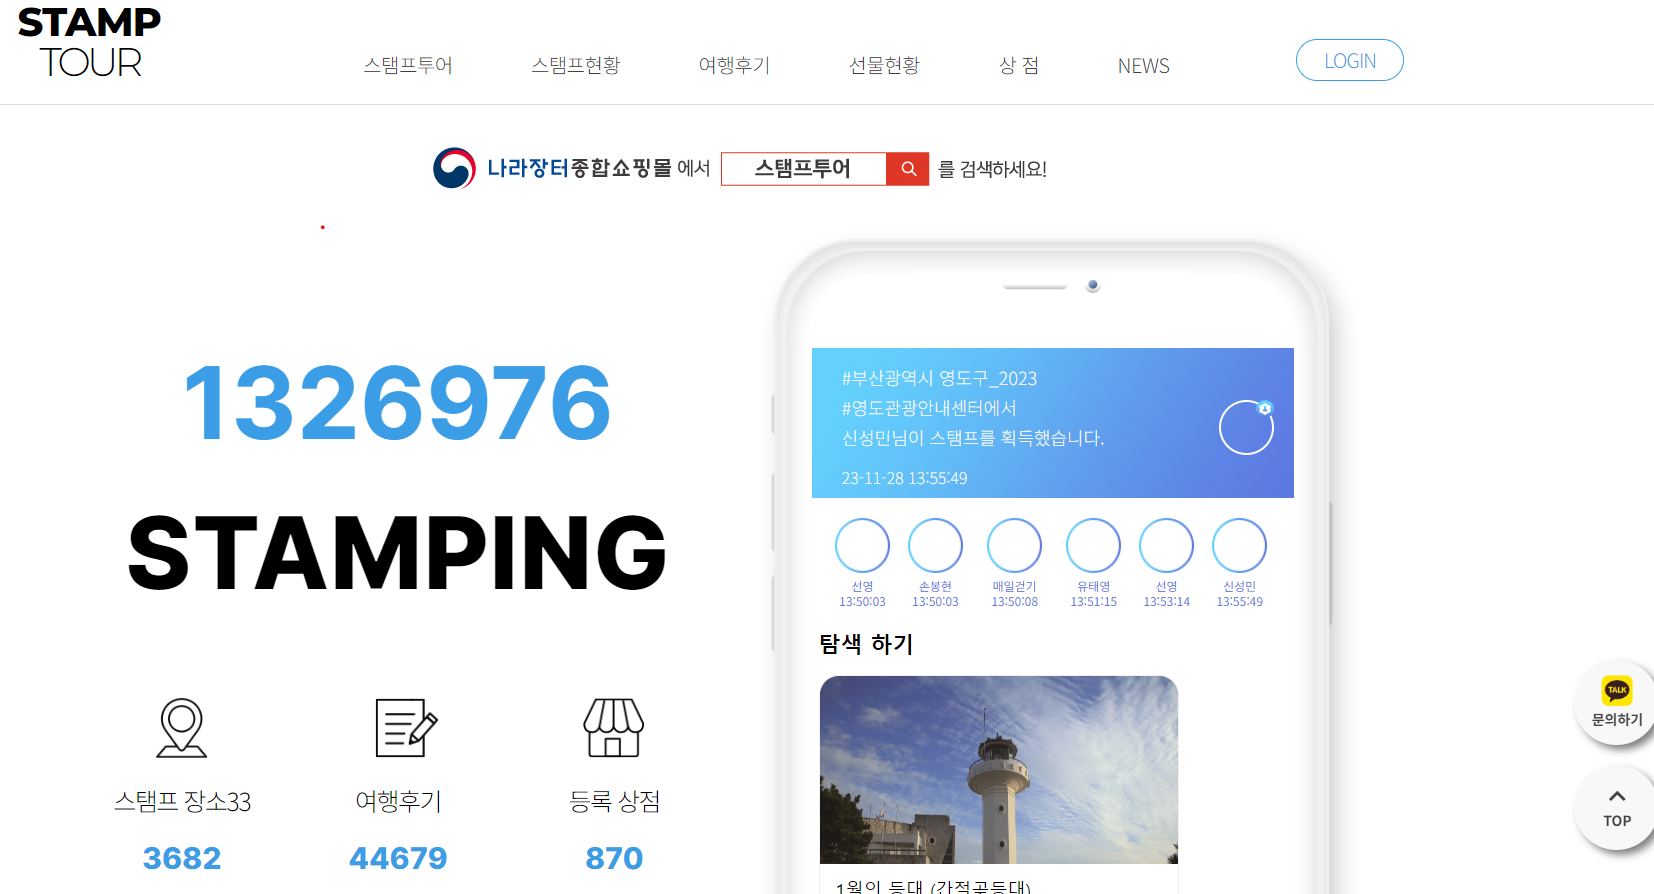 STAMP
TOUR
스탬프투어
스탬프현황
여행후기
선물현황
상 점
NEWS
LOGIN
나라장터종합쇼핑몰 에서 스탬프투어 를 검색하세요!
1326976
STAMPING
스탬프 장소33
3682
여행후기
44679
등록 상점
870
#부산광역시 영도구_2023
#영도관광안내센터에서
신성민님이 스탬프를 획득했습니다.
23-11-28 13:55:49
선영
13:50:03
손봉현
13:50:03
매일걷기
13:50:08
유태영
13:51:15
선영
13:53:14
신성민
13:55:49
탐색 하기
1월의 등대 (간절곶등대)
TALK
문의하기
TOP